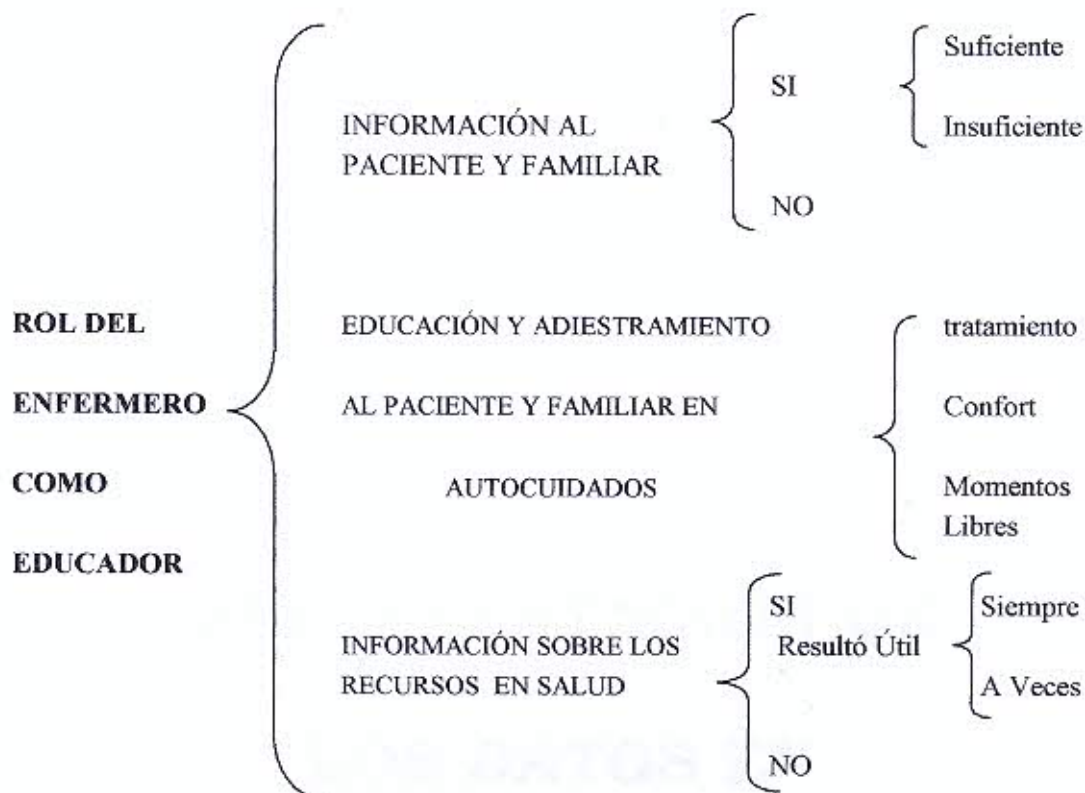 ROL DEL
ENFERMERO
COMO
EDUCADOR
INFORMACIÓN AL
PACIENTE Y FAMILIAR
SI
Suficiente
Insuficiente
NO
EDUCACIÓN Y ADIESTRAMIENTO
AL PACIENTE Y FAMILIAR EN
AUTOCUIDADOS
tratamiento
Confort
Momentos
Libres
INFORMACIÓN SOBRE LOS
RECURSOS EN SALUD
SI
Resultó Útil
Siempre
A Veces
NO